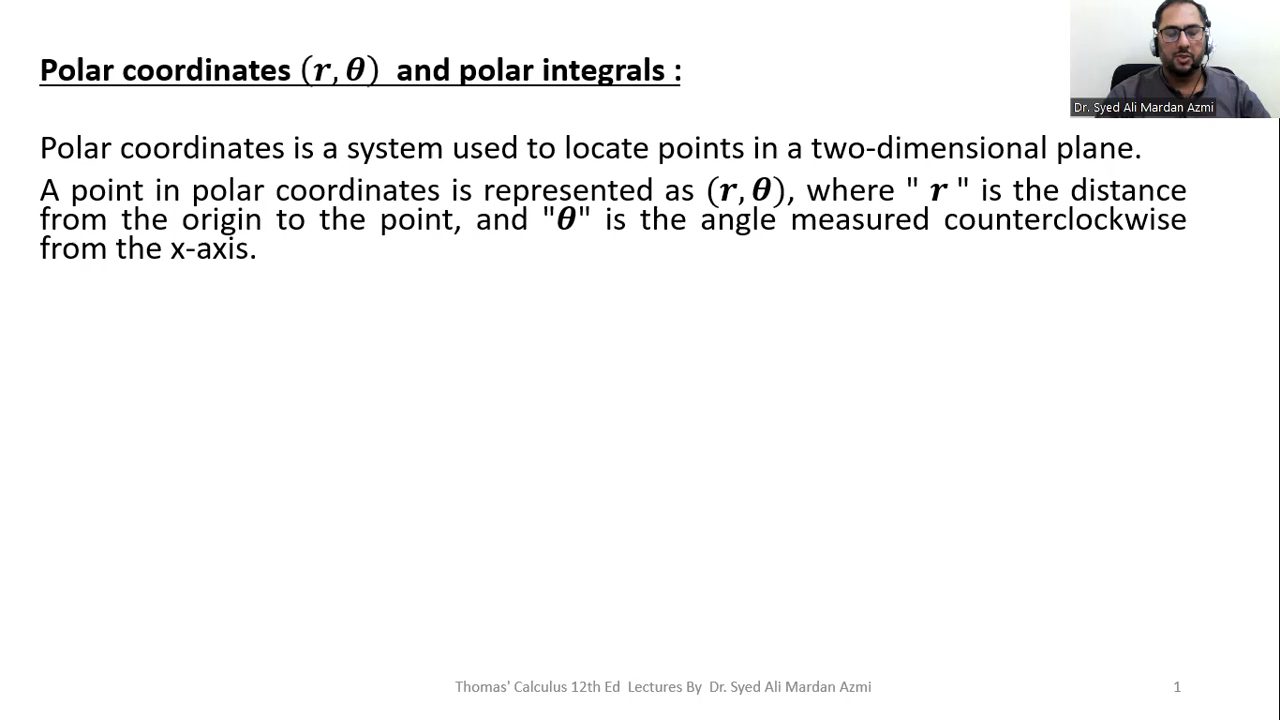 Polar coordinates (r, θ) and polar integrals :
Dr. Syed Ali Mardan Azmi
Polar coordinates is a system used to locate points in a two-dimensional plane.
A point in polar coordinates is represented as (r, θ), where " r " is the distance
from the origin to the point, and "θ" is the angle measured counterclockwise
from the x-axis.
Thomas' Calculus 12th Ed Lectures By Dr. Syed Ali Mardan Azmi
1